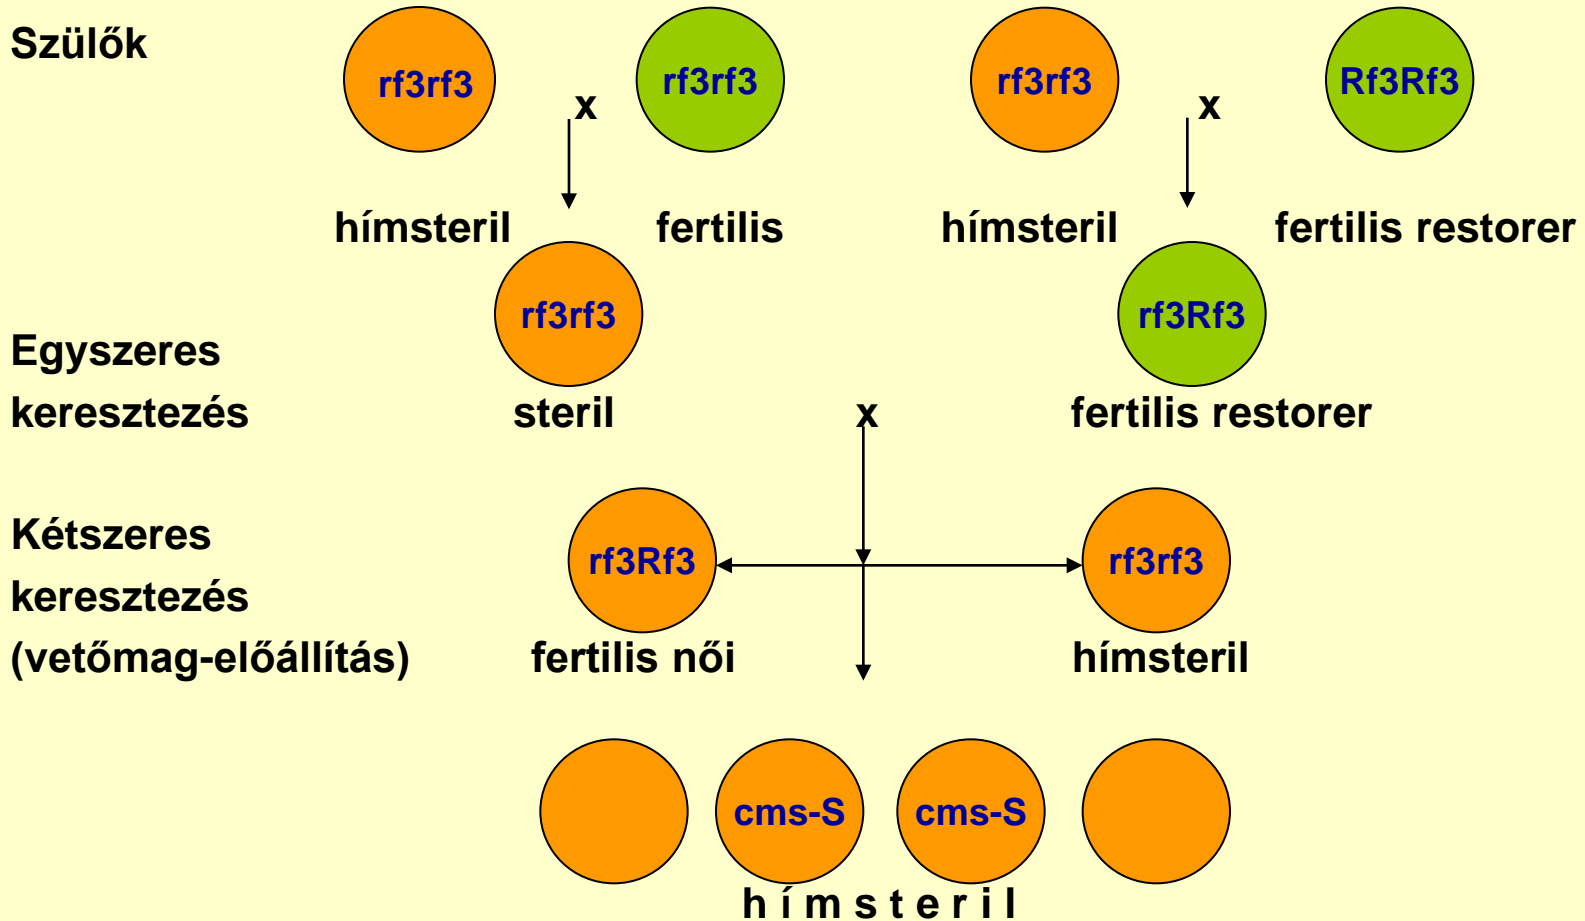 Szülők
rf3rf3 x rf3rf3
rf3rf3 x Rf3Rf3
hímsteril fertilis hímsteril fertilis restorer
rf3rf3 rf3Rf3
Egyszeres
keresztezés steril x fertilis restorer
Kétszeres
rf3Rf3 rf3rf3
keresztezés
(vetőmag-előállítás) fertilis női hímsteril
cms-S cms-S
h í m s t e r i l